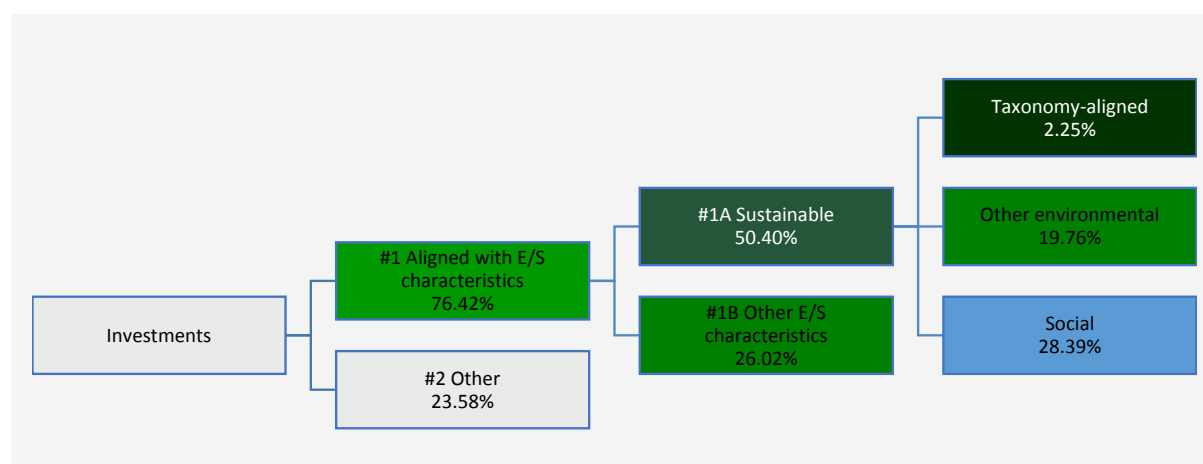 Investments
#1 Aligned with E/S
characteristics
76.42%
#2 Other
23.58%
#1A Sustainable
50.40%
#1B Other E/S
characteristics
26.02%
Taxonomy-aligned
2.25%
Other environmental
19.76%
Social
28.39%